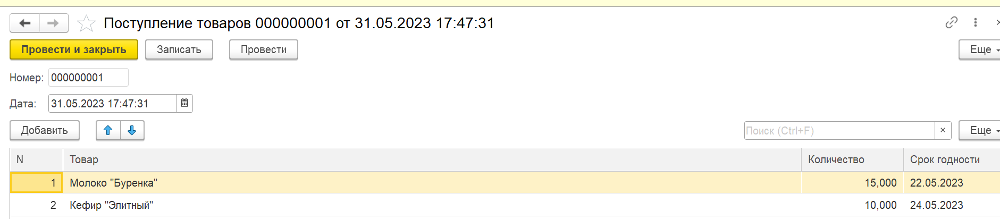 Поступление товаров 000000001 от 31.05.2023 17:47:31
Провести и закрыть Записать Провести Еще
Номер: 000000001
Дата: 31.05.2023 17:47:31
Добавить Поиск (Ctrl+F) × Еще
N Товар Количество Срок годности
1 Молоко "Буренка" 15,000 22.05.2023
2 Кефир "Элитный" 10,000 24.05.2023